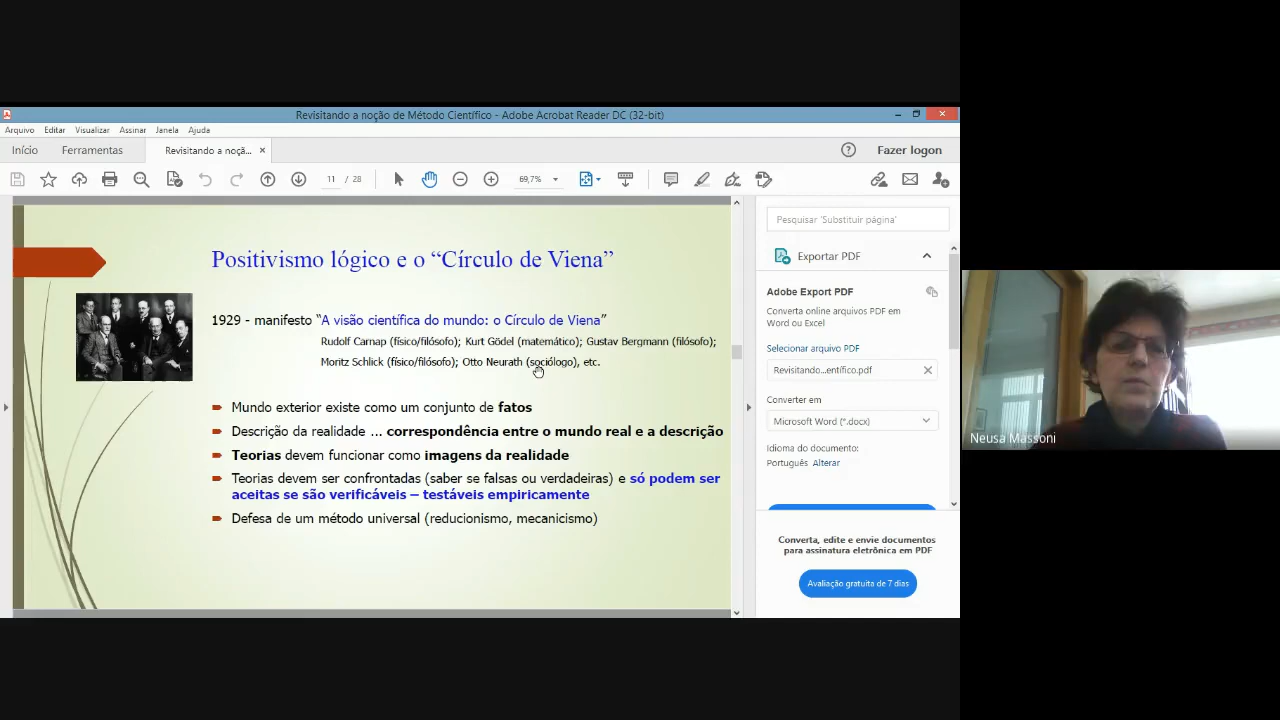 Revisitando a noção de Método Científico - Adobe Acrobat Reader DC (32-bit)
Arquivo Editar Visualizar Assinar Janela Ajuda
Início Ferramentas Revisitando a noçã... Fazer logon
11 / 28 69,7%
Positivismo lógico e o “Círculo de Viena”
1929 - manifesto “A visão científica do mundo: o Círculo de Viena”
Rudolf Carnap (físico/filósofo); Kurt Gödel (matemático); Gustav Bergmann (filósofo);
Moritz Schlick (físico/filósofo); Otto Neurath (sociólogo), etc.
Mundo exterior existe como um conjunto de fatos
Descrição da realidade ... correspondência entre o mundo real e a descrição
Teorias devem funcionar como imagens da realidade
Teorias devem ser confrontadas (saber se falsas ou verdadeiras) e só podem ser
aceitas se são verificáveis – testáveis empiricamente
Defesa de um método universal (reducionismo, mecanicismo)
Pesquisar 'Substituir página'
Exportar PDF
Adobe Export PDF
Converta online arquivos PDF em
Word ou Excel
Selecionar arquivo PDF
Revisitando...entífico.pdf
Converter em
Microsoft Word (*.docx)
Idioma do documento:
Português Alterar
Converta, edite e envie documentos
para assinatura eletrônica em PDF
Avaliação gratuita de 7 dias
Neusa Massoni